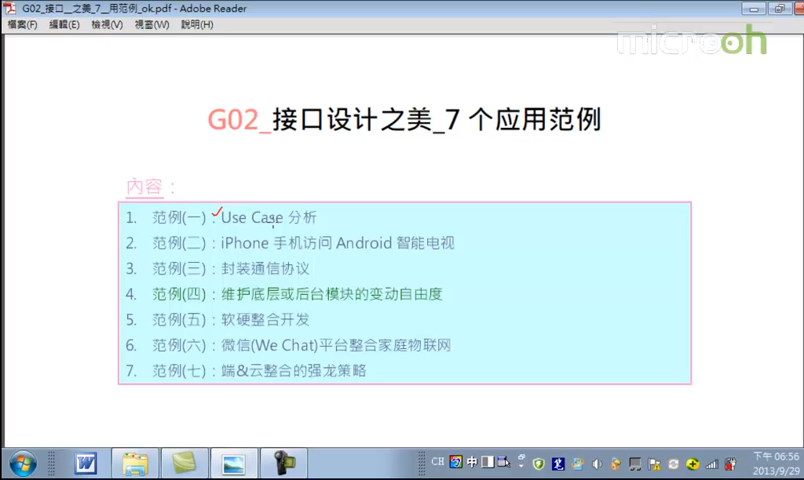 G02_接口__之美_7__用范例_ok.pdf - Adobe Reader
檔案(F) 編輯(E) 檢視(V) 視窗(W) 說明(H)
microoh
G02_接口设计之美_7 个应用范例
內容：
1. 范例(一)：Use Case 分析
2. 范例(二)：iPhone 手机访问 Android 智能电视
3. 范例(三)：封装通信协议
4. 范例(四)：维护底层或后台模块的变动自由度
5. 范例(五)：软硬整合开发
6. 范例(六)：微信(We Chat)平台整合家庭物联网
7. 范例(七)：端&云整合的强龙策略
CH 中
下午 06:56
2013/9/29